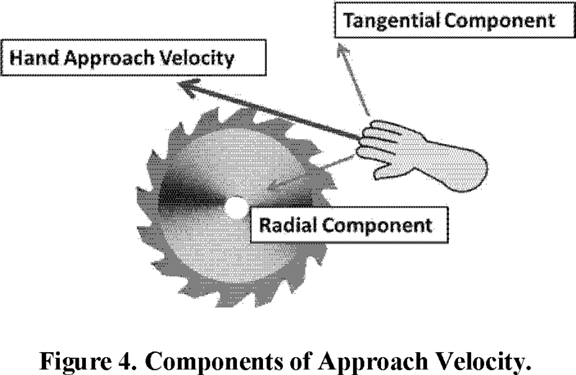 Tangential Component
Hand Approach Velocity
Radial Component
Figure 4. Components of Approach Velocity.